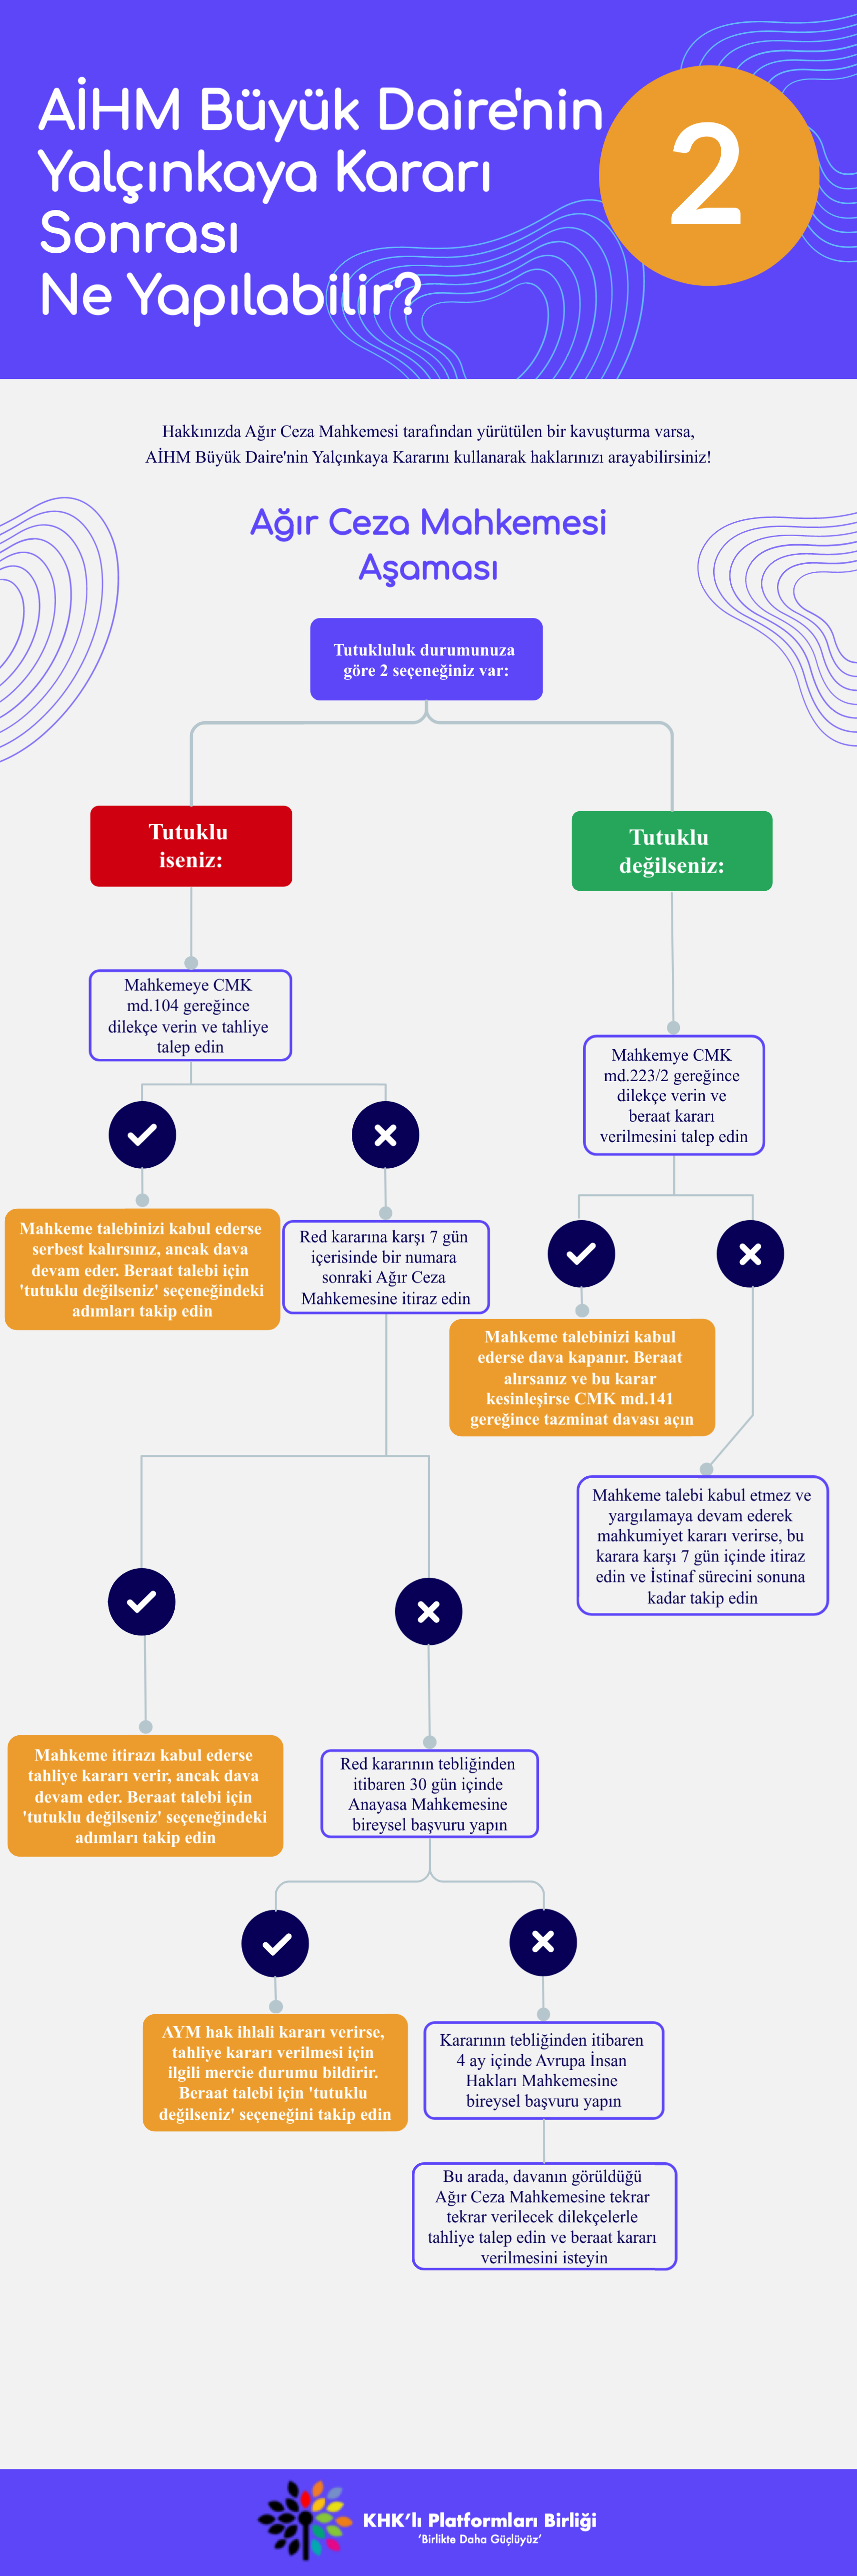 AİHM Büyük Daire'nin
Yalçınkaya Kararı
Sonrası
Ne Yapılabilir?
2
Hakkınızda Ağır Ceza Mahkemesi tarafından yürütülen bir kavuşturma varsa,
AİHM Büyük Daire'nin Yalçınkaya Kararını kullanarak haklarınızı arayabilirsiniz!
Ağır Ceza Mahkemesi
Aşaması
Tutukluluk durumunuza
göre 2 seçeneğiniz var:
Tutuklu
iseniz:
Tutuklu
değilseniz:
Mahkemeye CMK
md.104 gereğince
dilekçe verin ve tahliye
talep edin
Mahkemye CMK
md.223/2 gereğince
dilekçe verin ve
beraat kararı
verilmesini talep edin
Mahkeme talebinizi kabul ederse
serbest kalırsınız, ancak dava
devam eder. Beraat talebi için
'tutuklu değilseniz' seçeneğindeki
adımları takip edin
Red kararına karşı 7 gün
içerisinde bir numara
sonraki Ağır Ceza
Mahkemesine itiraz edin
Mahkeme talebinizi kabul
ederse dava kapanır. Beraat
alırsanız ve bu karar
kesinleşirse CMK md.141
gereğince tazminat davası açın
Mahkeme talebi kabul etmez ve
yargılamaya devam ederek
mahkumiyet kararı verirse, bu
karara karşı 7 gün içinde itiraz
edin ve İstinaf sürecini sonuna
kadar takip edin
Mahkeme itirazı kabul ederse
tahliye kararı verir, ancak dava
devam eder. Beraat talebi için
'tutuklu değilseniz' seçeneğindeki
adımları takip edin
Red kararının tebliğinden
itibaren 30 gün içinde
Anayasa Mahkemesine
bireysel başvuru yapın
AYM hak ihlali kararı verirse,
tahliye kararı verilmesi için
ilgili mercie durumu bildirir.
Beraat talebi için 'tutuklu
değilseniz' seçeneğini takip edin
Kararının tebliğinden itibaren
4 ay içinde Avrupa İnsan
Hakları Mahkemesine
bireysel başvuru yapın
Bu arada, davanın görüldüğü
Ağır Ceza Mahkemesine tekrar
tekrar verilecek dilekçelerle
tahliye talep edin ve beraat kararı
verilmesini isteyin
KHK'lı Platformları Birliği
'Birlikte Daha Güçlüyüz'